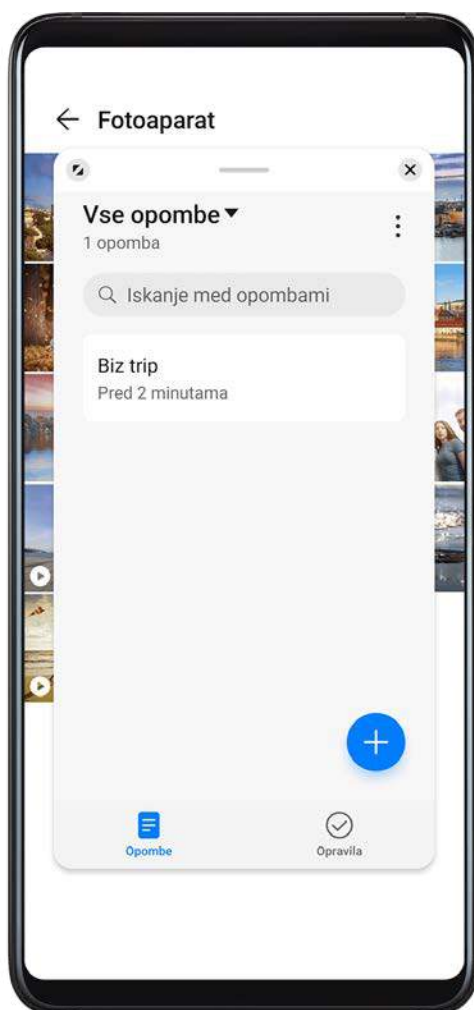 Fotoaparat
Vse opombe
1 opomba
Iskanje med opombami
Biz trip
Pred 2 minutama
Opombe
Opravila